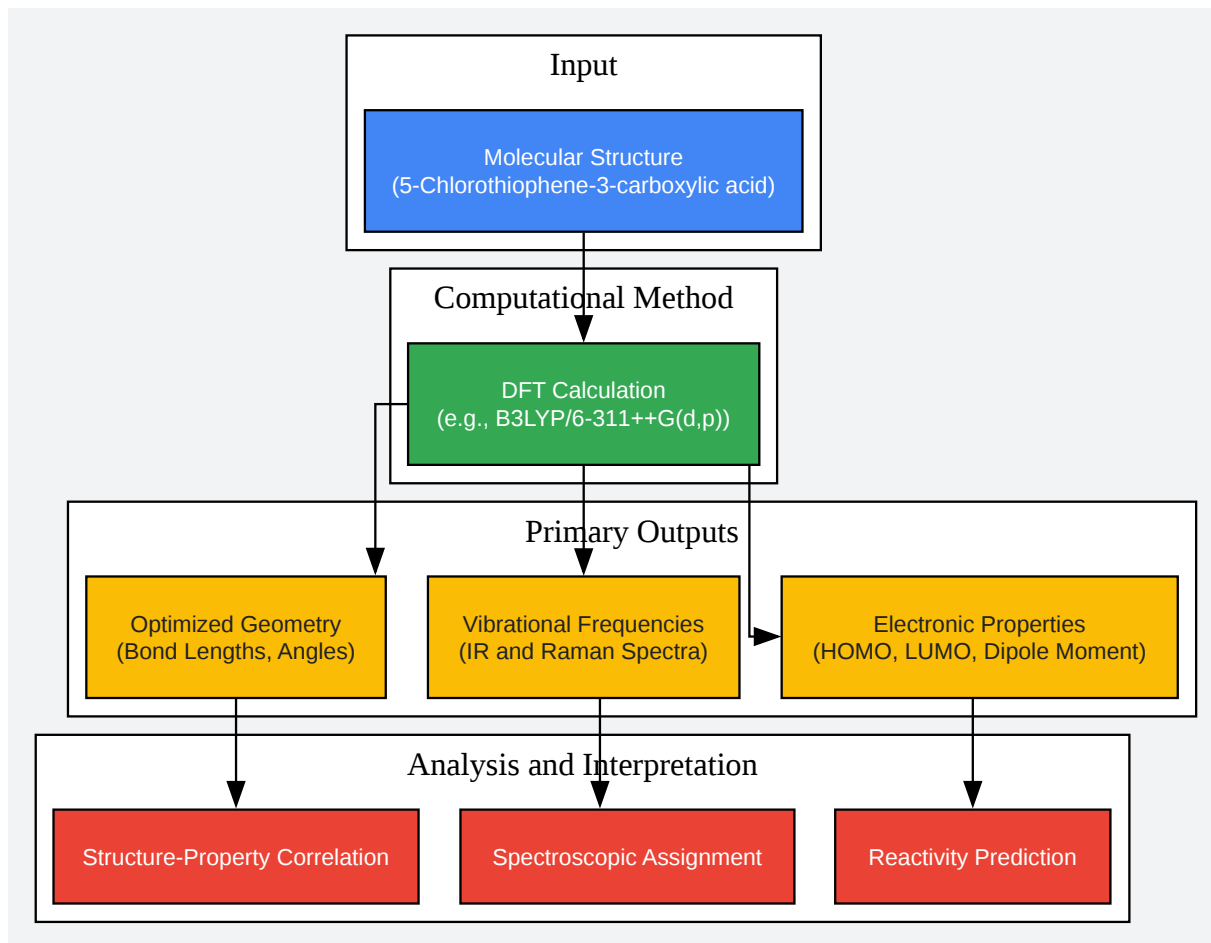 Input
Molecular Structure
(5-Chlorothiophene-3-carboxylic acid)
Computational Method
DFT Calculation
(e.g., B3LYP/6-311++G(d,p))
Primary Outputs
Optimized Geometry
(Bond Lengths, Angles)
Vibrational Frequencies
(IR and Raman Spectra)
Electronic Properties
(HOMO, LUMO, Dipole Moment)
Analysis and Interpretation
Structure-Property Correlation
Spectroscopic Assignment
Reactivity Prediction